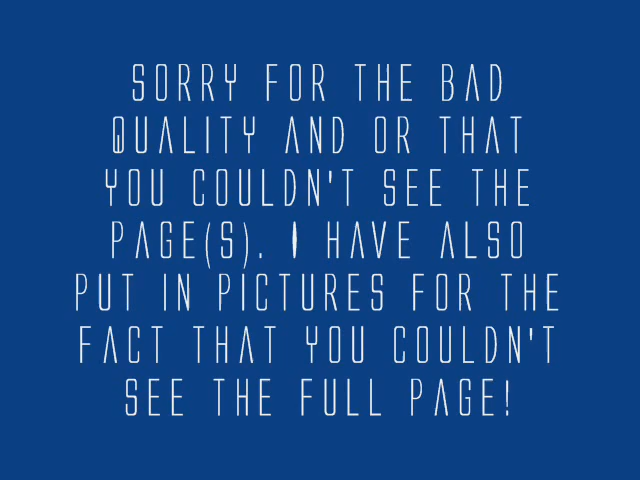 SORRY FOR THE BAD
QUALITY AND OR THAT
YOU COULDN'T SEE THE
PAGE(S). I HAVE ALSO
PUT IN PICTURES FOR THE
FACT THAT YOU COULDN'T
SEE THE FULL PAGE!